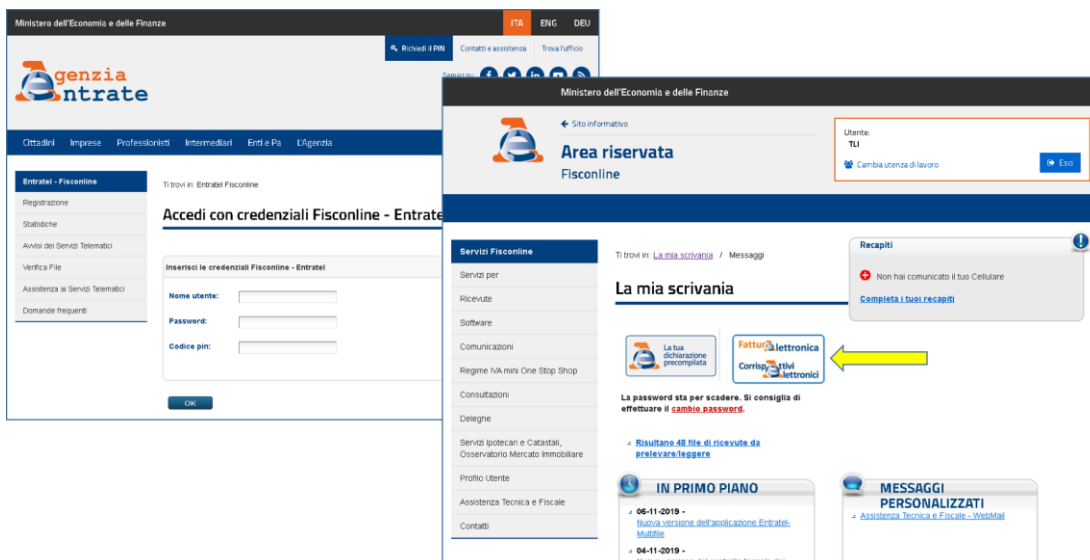 Ministero dell'Economia e delle Finanze
ITA ENG DEU
Richiedi il PIN Contatti e assistenza Trova l'ufficio
Seguici su
Agenzia
Entrate
Cittadini Imprese Professionisti Intermediari Enti e Pa L'Agenzia
Entratel - Fisconline
Registrazione
Statistiche
Avvisi dei Servizi Telematici
Verifica File
Assistenza ai Servizi Telematici
Domande frequenti
Ti trovi in: Entratel Fisconline
Accedi con credenziali Fisconline - Entrate
Inserisci le credenziali Fisconline - Entratel
Nome utente:
Password:
Codice pin:
OK
Ministero dell'Economia e delle Finanze
Sito informativo
Area riservata
Fisconline
Utente:
TLI
Cambia utenza di lavoro
Esci
Servizi Fisconline
Servizi per
Ricevute
Software
Comunicazioni
Regime IVA mini One Stop Shop
Consultazioni
Deleghe
Servizi Ipotecari e Catastali,
Osservatorio Mercato Immobiliare
Profilo Utente
Assistenza Tecnica e Fiscale
Contatti
Ti trovi in: La mia scrivania / Messaggi
La mia scrivania
Recapiti
Non hai comunicato il tuo Cellulare
Completa i tuoi recapiti
La tua
dichiarazione
precompilata
Fatturaelettronica
Corrispettivi
elettronici
La password sta per scadere. Si consiglia di
effettuare il cambio password.
Risultano 48 file di ricevute da
prelevare/leggere
IN PRIMO PIANO
06-11-2019 -
Nuova versione dell'applicazione Entratel-
Multifile
04-11-2019 -
MESSAGGI
PERSONALIZZATI
Assistenza Tecnica e Fiscale - WebMail